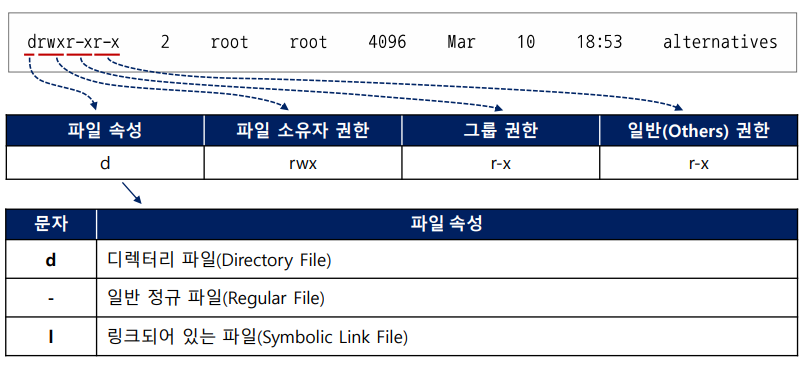 drwxr-xr-x 2 root root 4096 Mar 10 18:53 alternatives
파일 속성 파일 소유자 권한 그룹 권한 일반(Others) 권한
d rwx r-x r-x
문자 파일 속성
d 디렉터리 파일(Directory File)
- 일반 정규 파일(Regular File)
l 링크되어 있는 파일(Symbolic Link File)